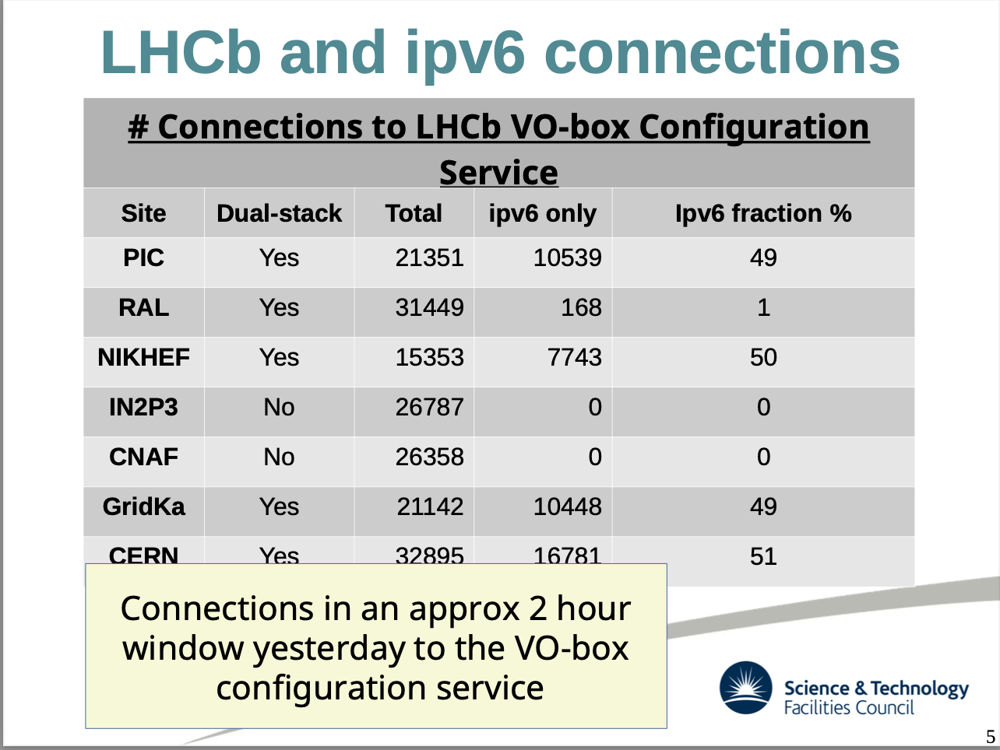 LHCb and ipv6 connections
# Connections to LHCb VO-box Configuration
Service
Site Dual-stack Total ipv6 only Ipv6 fraction %
PIC Yes 21351 10539 49
RAL Yes 31449 168 1
NIKHEF Yes 15353 7743 50
IN2P3 No 26787 0 0
CNAF No 26358 0 0
GridKa Yes 21142 10448 49
CERN Yes 32895 16781 51
Connections in an approx 2 hour
window yesterday to the VO-box
configuration service
Science & Technology
Facilities Council
5